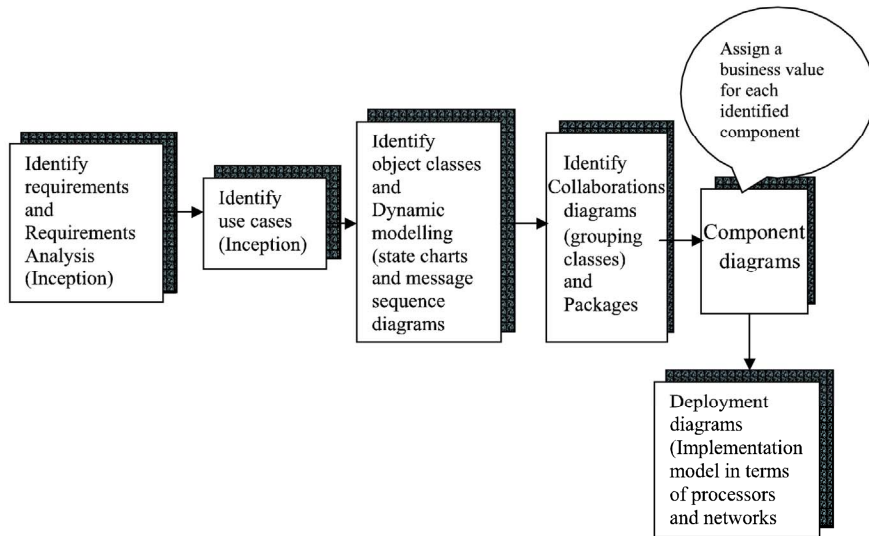 Identify
requirements
and
Requirements
Analysis
(Inception)
Identify
use cases
(Inception)
Identify
object classes
and
Dynamic
modelling
(state charts
and message
sequence
diagrams
Identify
Collaborations
diagrams
(grouping
classes)
and
Packages
Assign a
business value
for each
identified
component
Component
diagrams
Deployment
diagrams
(Implementation
model in terms
of processors
and networks